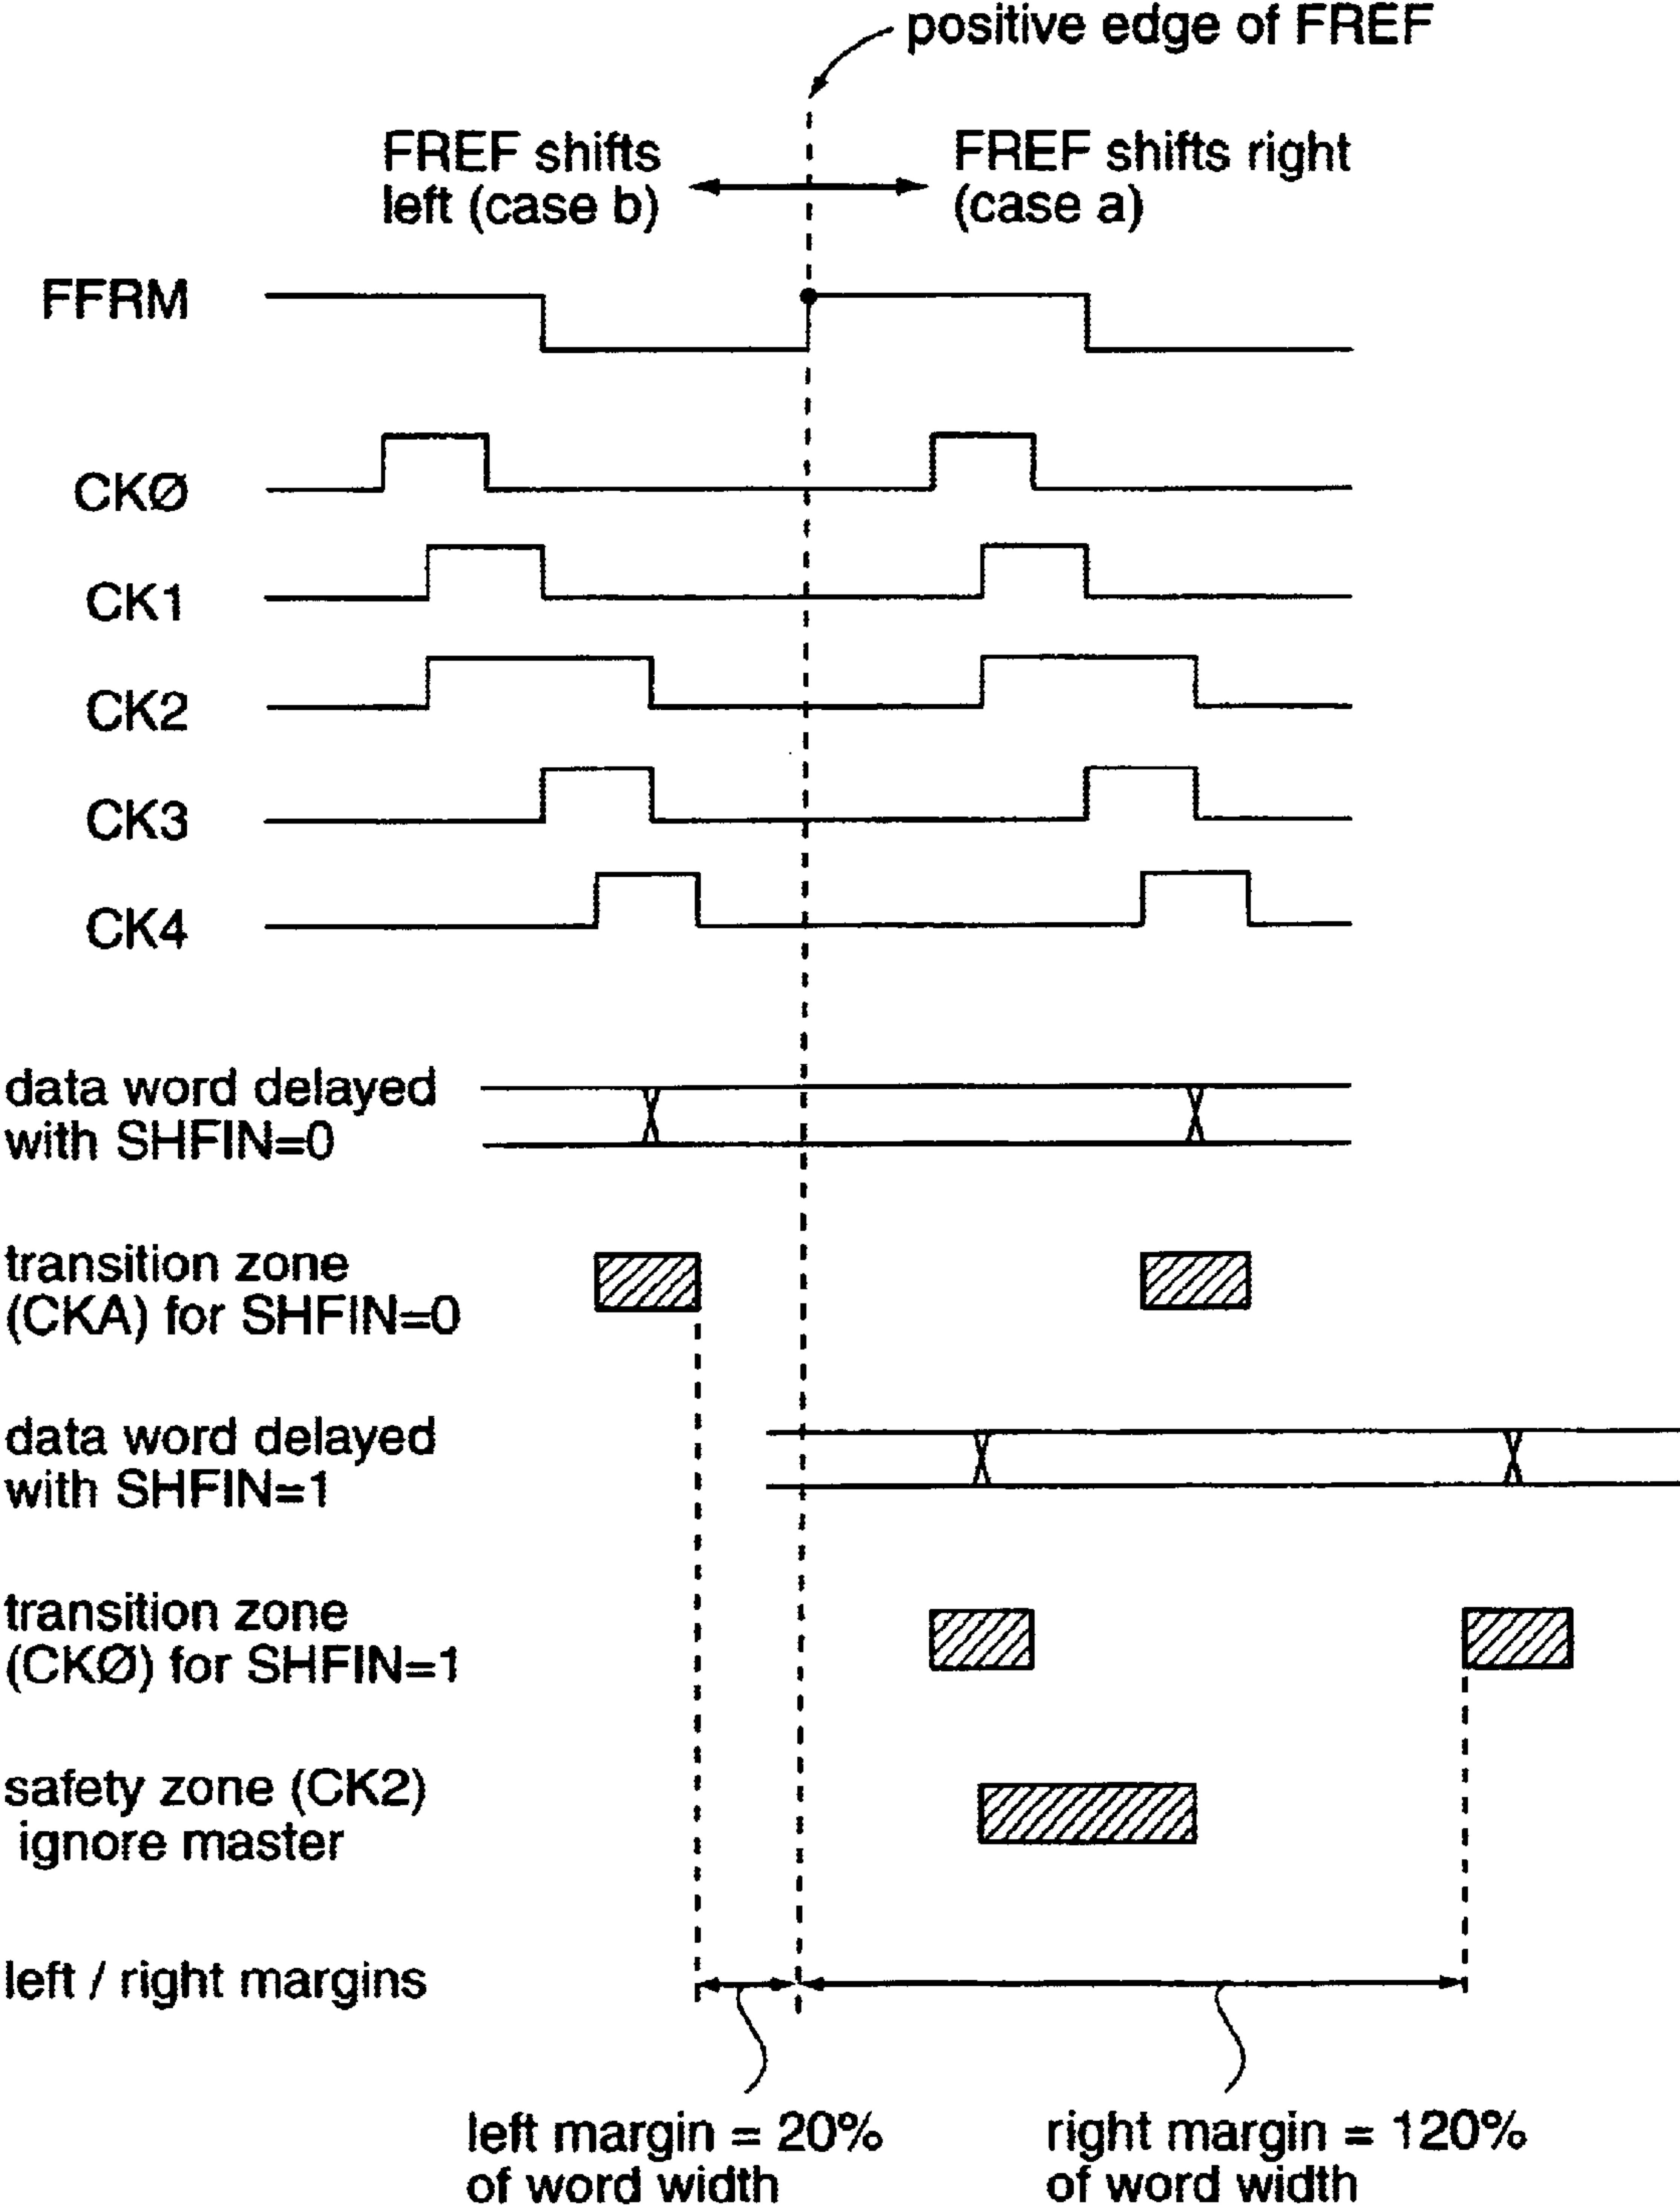 positive edge of FREF
FREF shifts
left (case b)
FREF shifts right
(case a)
FFRM
CKØ
CK1
CK2
CK3
CK4
data word delayed
with SHFIN=0
transition zone
(CKA) for SHFIN=0
data word delayed
with SHFIN=1
transition zone
(CKØ) for SHFIN=1
safety zone (CK2)
ignore master
left / right margins
left margin = 20%
of word width
right margin = 120%
of word width